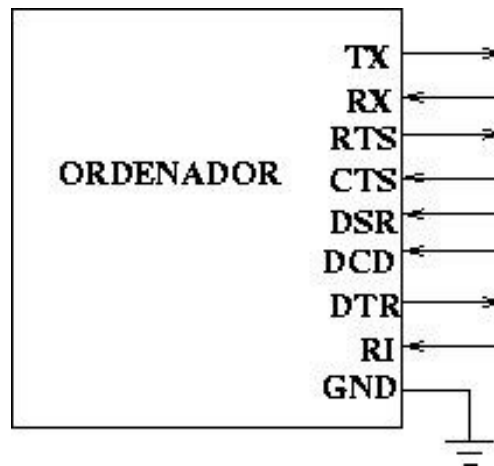 TX
RX
RTS
ORDENADOR
CTS
DSR
DCD
DTR
RI
GND